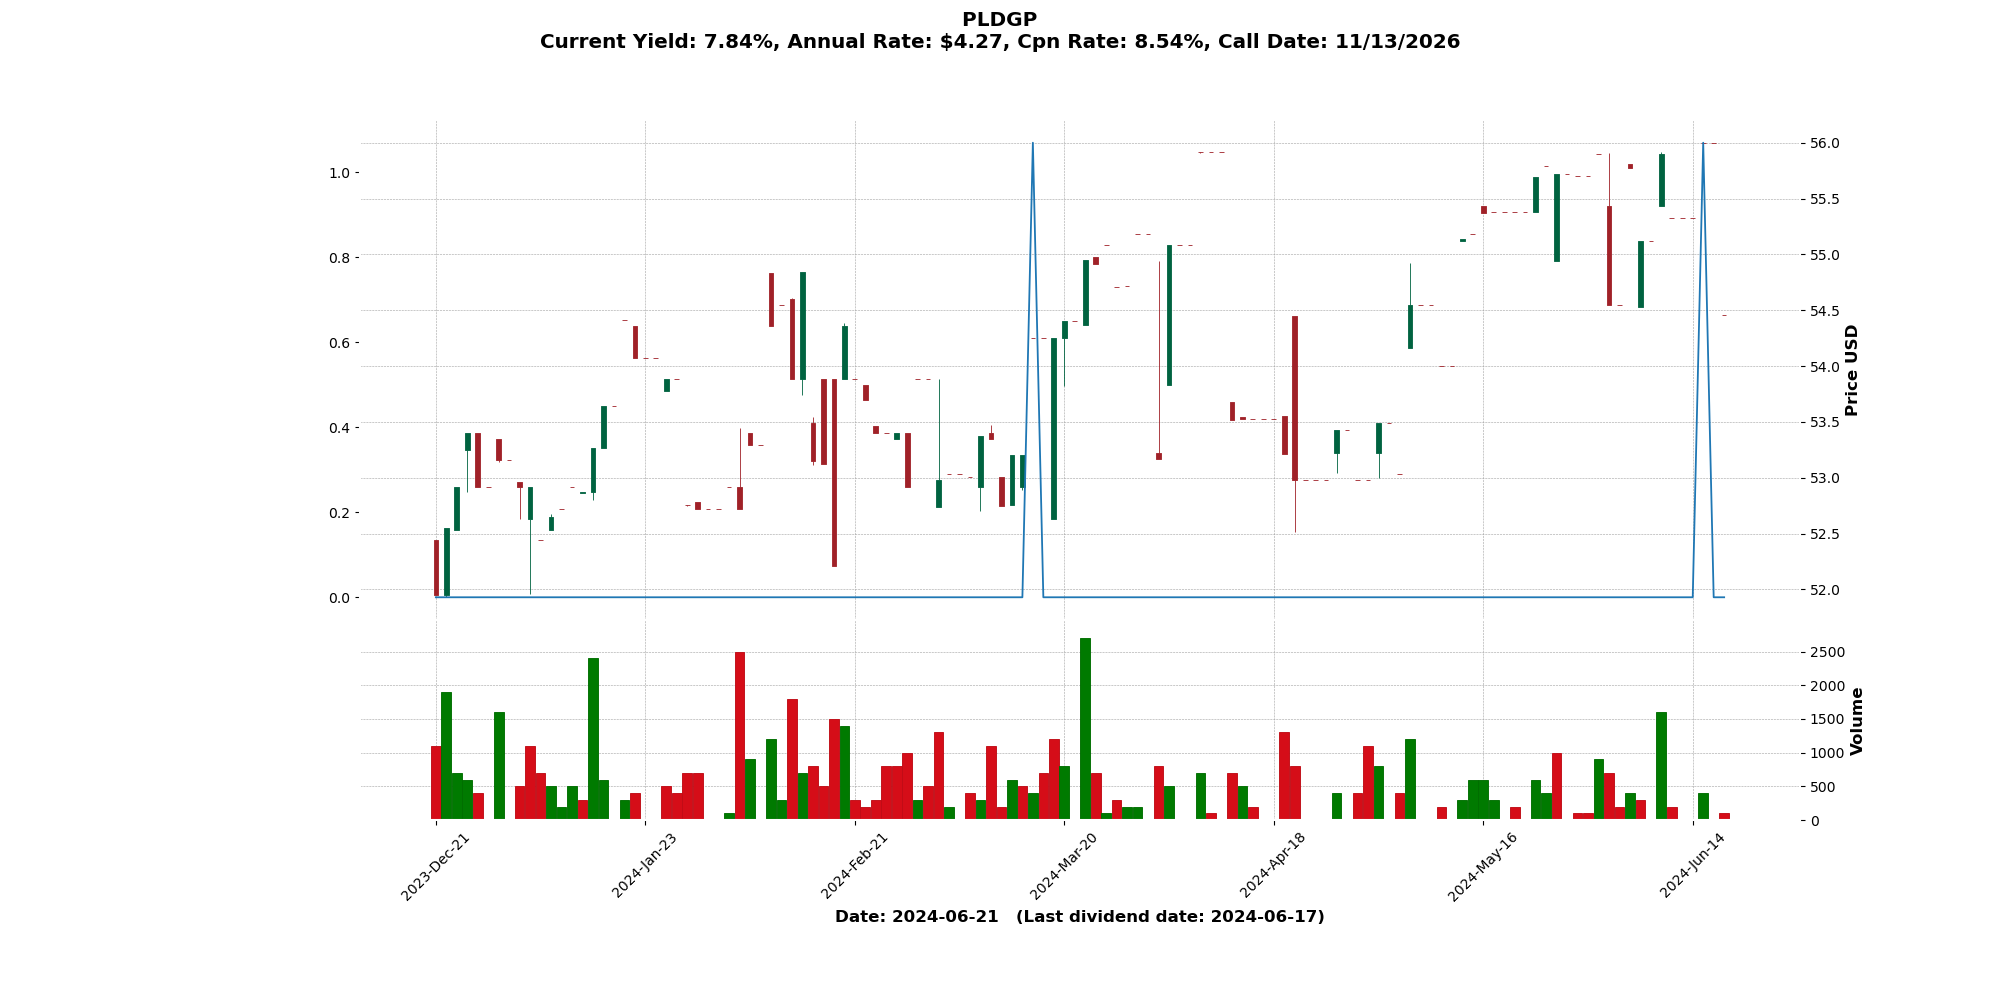 PLDGP
Current Yield: 7.84%, Annual Rate: $4.27, Cpn Rate: 8.54%, Call Date: 11/13/2026
1.0
0.8
0.6
0.4
0.2
0.0
56.0
55.5
55.0
54.5
54.0
53.5
53.0
52.5
52.0
Price USD
2500
2000
1500
1000
500
0
Volume
2023-Dec-21
2024-Jan-23
2024-Feb-21
2024-Mar-20
2024-Apr-18
2024-May-16
2024-Jun-14
Date: 2024-06-21 (Last dividend date: 2024-06-17)